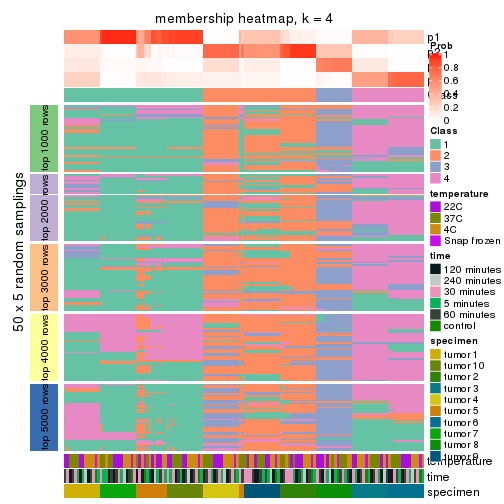 membership heatmap, k = 4
p1
Prob
1
0.8
0.6
0.4
0.2
0
Class
1
2
3
4
temperature
22C
37C
4C
Snap frozen
time
120 minutes
240 minutes
30 minutes
5 minutes
60 minutes
control
specimen
tumor 1
tumor 10
tumor 2
tumor 3
tumor 4
tumor 5
tumor 6
tumor 7
tumor 8
tumor 9
50 x 5 random samplings
top 1000 rows
top 2000 rows
top 3000 rows
top 4000 rows
top 5000 rows
temperature
time
specimen